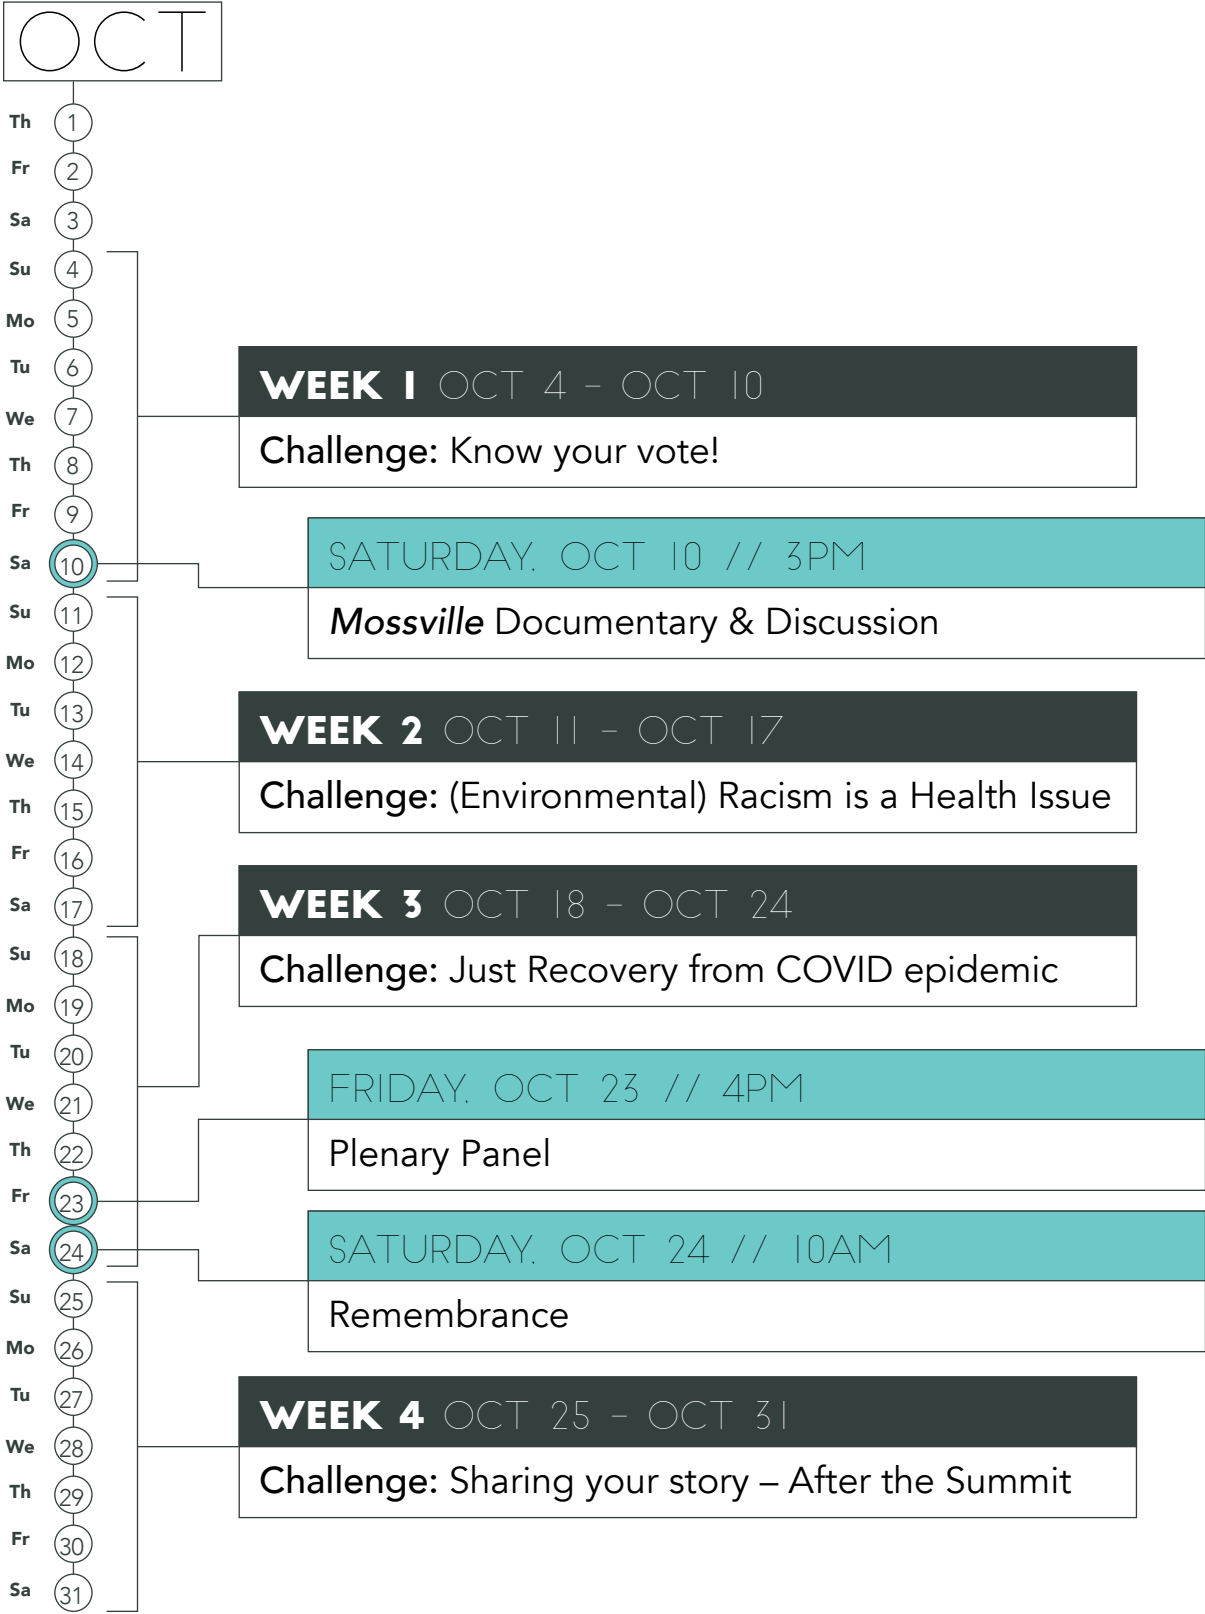 OCT
Th 1
Fr 2
Sa 3
Su 4
Mo 5
Tu 6
We 7
Th 8
Fr 9
Sa 10
Su 11
Mo 12
Tu 13
We 14
Th 15
Fr 16
Sa 17
Su 18
Mo 19
Tu 20
We 21
Th 22
Fr 23
Sa 24
Su 25
Mo 26
Tu 27
We 28
Th 29
Fr 30
Sa 31
WEEK 1 OCT 4 – OCT 10
Challenge: Know your vote!
SATURDAY, OCT 10 // 3PM
Mossville Documentary & Discussion
WEEK 2 OCT 11 – OCT 17
Challenge: (Environmental) Racism is a Health Issue
WEEK 3 OCT 18 – OCT 24
Challenge: Just Recovery from COVID epidemic
FRIDAY, OCT 23 // 4PM
Plenary Panel
SATURDAY, OCT 24 // 10AM
Remembrance
WEEK 4 OCT 25 – OCT 31
Challenge: Sharing your story – After the Summit